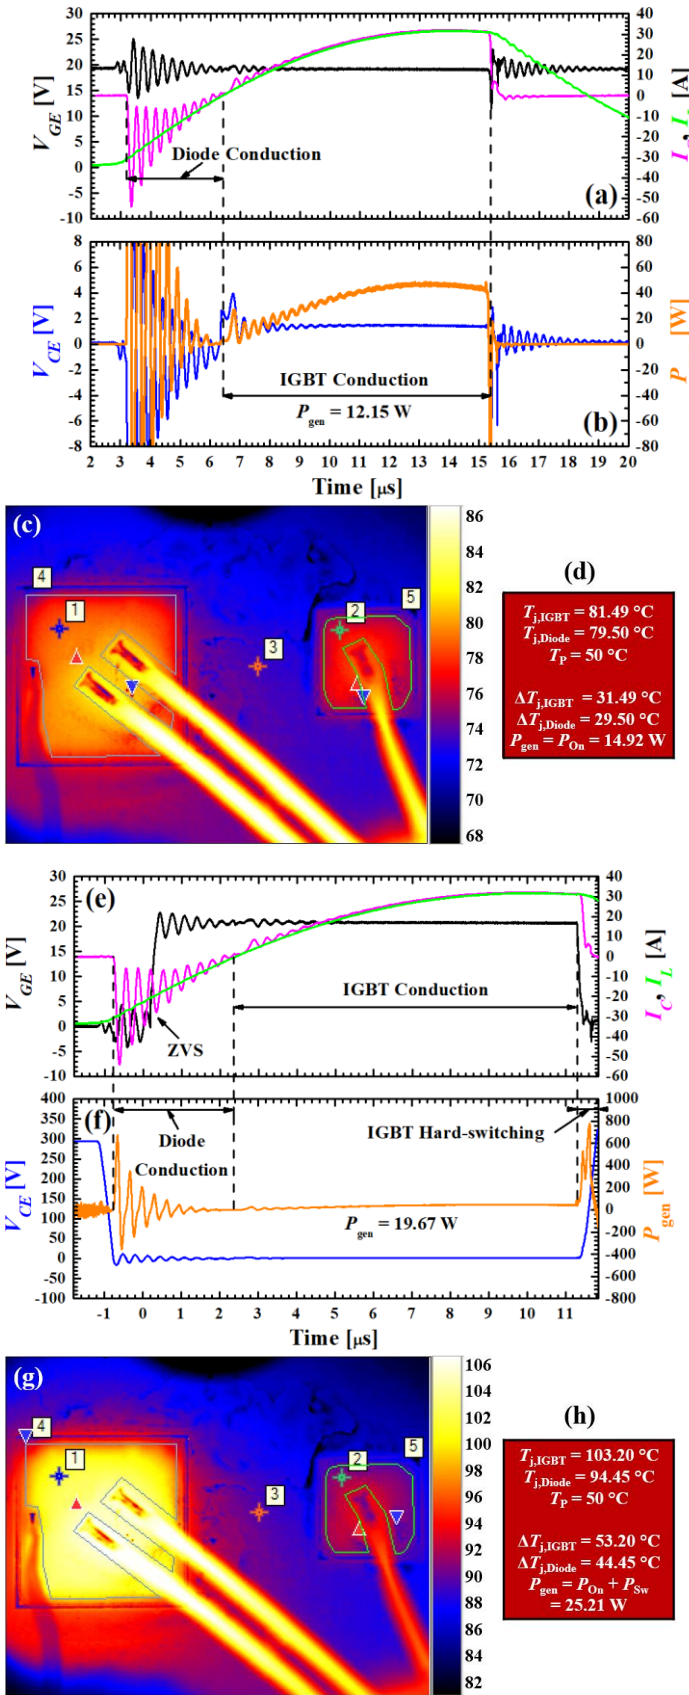 30
25
20
15
10
5
0
-5
-10
V_GE [V]
40
30
20
10
0
-10
-20
-30
-40
-50
-60
[A]
Diode Conduction
(a)
8
6
4
2
0
-2
-4
-6
-8
V_CE [V]
80
60
40
20
0
-20
-40
-60
-80
P [W]
IGBT Conduction
P_gen = 12.15 W
(b)
2 3 4 5 6 7 8 9 10 11 12 13 14 15 16 17 18 19 20
Time [μs]
(c)
4
1
2
5
3
86
84
82
80
78
76
74
72
70
68
(d)
T_j,IGBT = 81.49 °C
T_j,Diode = 79.50 °C
T_P = 50 °C
ΔT_j,IGBT = 31.49 °C
ΔT_j,Diode = 29.50 °C
P_gen = P_On = 14.92 W
(e)
30
25
20
15
10
5
0
-5
-10
V_GE [V]
40
30
20
10
0
-10
-20
-30
-40
-50
-60
I_C, I_L [A]
IGBT Conduction
ZVS
(f)
400
350
300
250
200
150
100
50
0
-50
-100
V_CE [V]
1000
800
600
400
200
0
-200
-400
-600
-800
P_gen [W]
Diode
Conduction
IGBT Hard-switching
P_gen = 19.67 W
-1 0 1 2 3 4 5 6 7 8 9 10 11
Time [μs]
(g)
4
1
2
5
3
106
104
102
100
98
96
94
92
90
88
86
84
82
(h)
T_j,IGBT = 103.20 °C
T_j,Diode = 94.45 °C
T_P = 50 °C
ΔT_j,IGBT = 53.20 °C
ΔT_j,Diode = 44.45 °C
P_gen = P_On + P_Sw
= 25.21 W